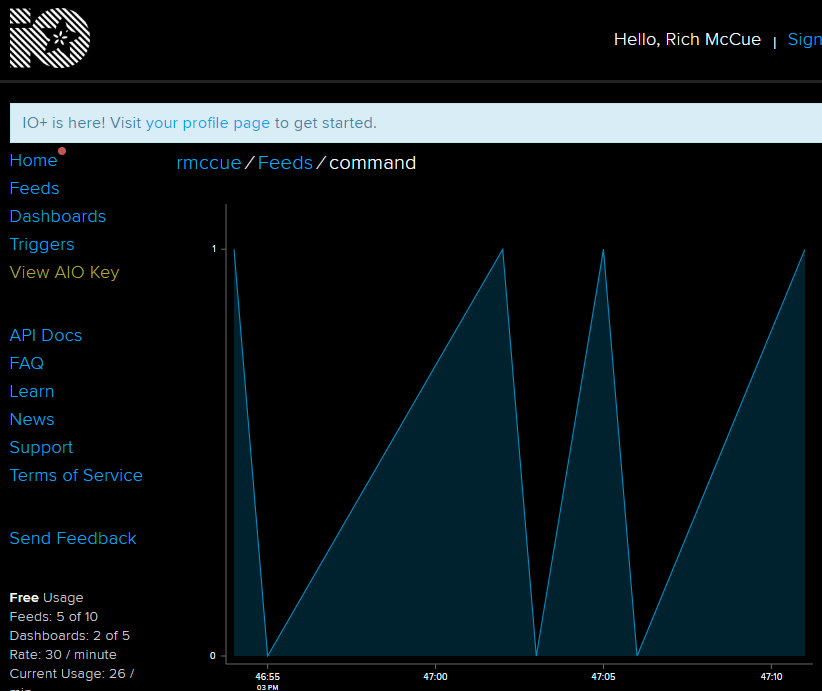 IO
Hello, Rich McCue | Sign
IO+ is here! Visit your profile page to get started.
Home
Feeds
Dashboards
Triggers
View AIO Key
API Docs
FAQ
Learn
News
Support
Terms of Service
Send Feedback
Free Usage
Feeds: 5 of 10
Dashboards: 2 of 5
Rate: 30 / minute
Current Usage: 26 /
rmccue / Feeds / command
1
0
46:55 47:00 47:05 47:10
03 PM